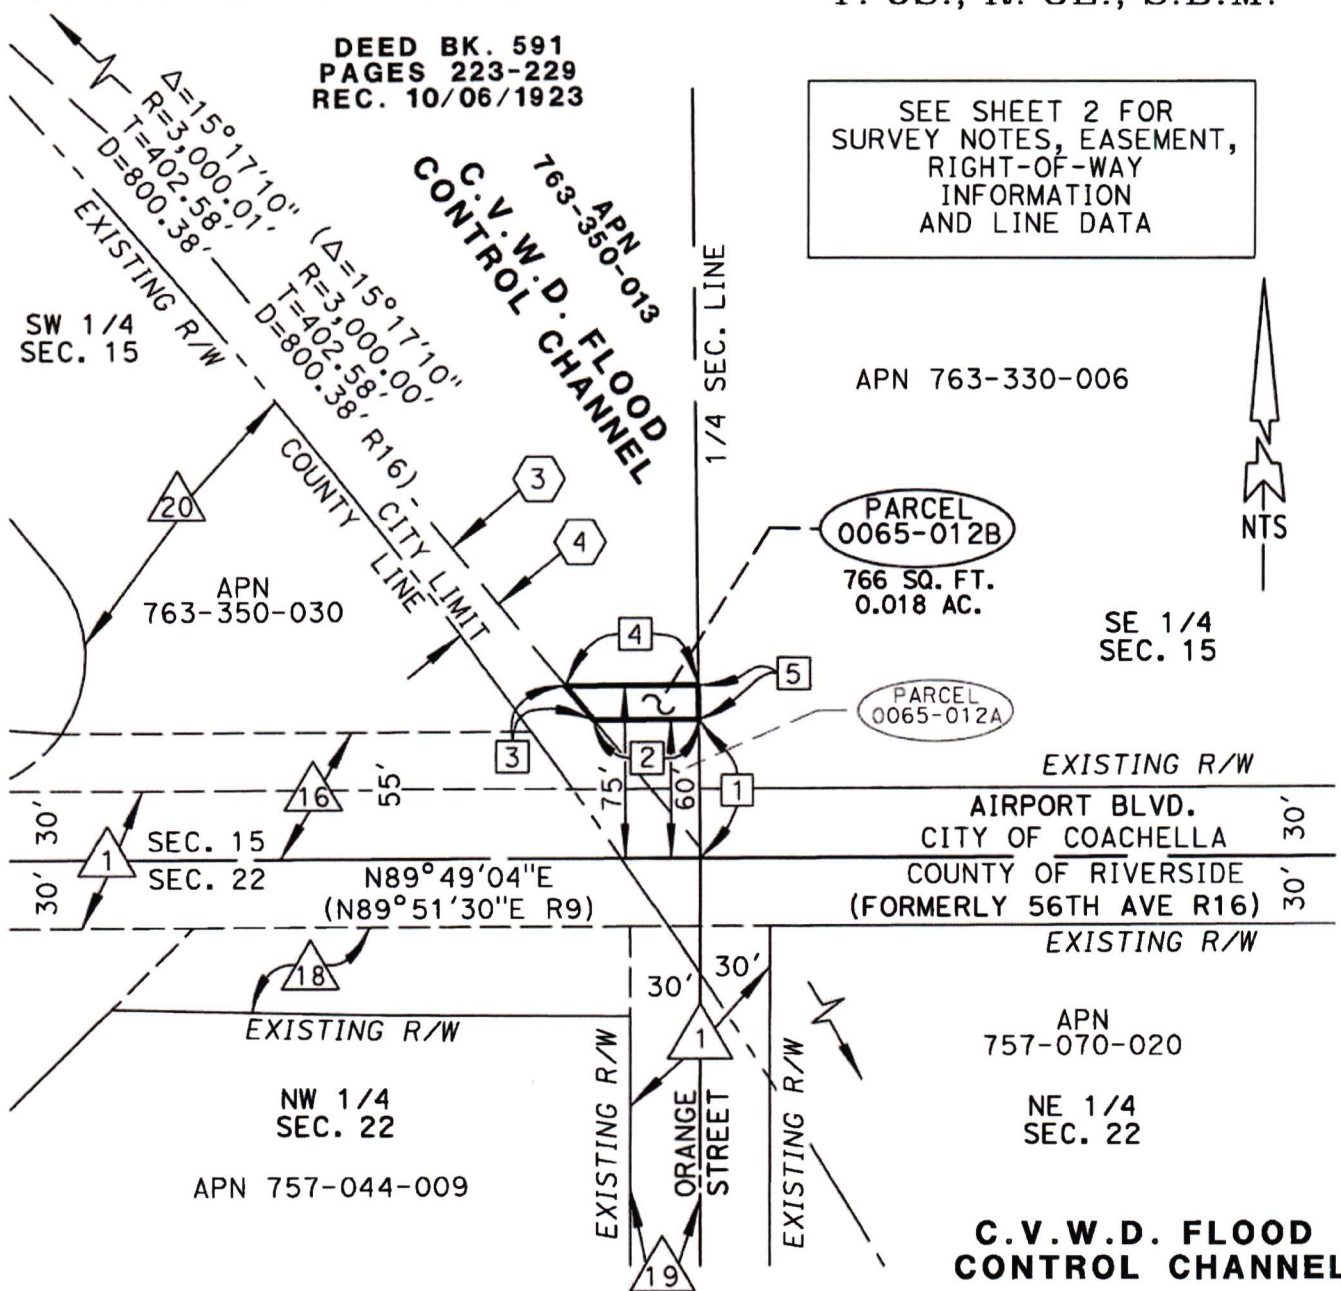 DEED BK. 591
PAGES 223-229
REC. 10/06/1923
SEE SHEET 2 FOR
SURVEY NOTES, EASEMENT,
RIGHT-OF-WAY
INFORMATION
AND LINE DATA
Δ=15°17'10"
R=3,000.01'
T=402.58'
D=800.38'
(Δ=15°17'10"
R=3,000.00'
T=402.58'
D=800.38' R16)
EXISTING R/W
C.V.W.D. FLOOD
CONTROL CHANNEL
APN
763-350-013
1/4 SEC. LINE
SW 1/4
SEC. 15
APN 763-330-006
NTS
COUNTY LINE
CITY LIMIT
3
4
20
APN
763-350-030
PARCEL
0065-012B
766 SQ. FT.
0.018 AC.
SE 1/4
SEC. 15
4
5
PARCEL
0065-012A
3
2
1
75'
60'
55'
16
EXISTING R/W
30'
1
30'
SEC. 15
SEC. 22
N89°49'04"E
(N89°51'30"E R9)
AIRPORT BLVD.
CITY OF COACHELLA
COUNTY OF RIVERSIDE
(FORMERLY 56TH AVE R16)
30'
30'
EXISTING R/W
18
EXISTING R/W
30'
30'
1
EXISTING R/W
ORANGE
STREET
EXISTING R/W
APN
757-070-020
NW 1/4
SEC. 22
NE 1/4
SEC. 22
APN 757-044-009
19
C.V.W.D. FLOOD
CONTROL CHANNEL